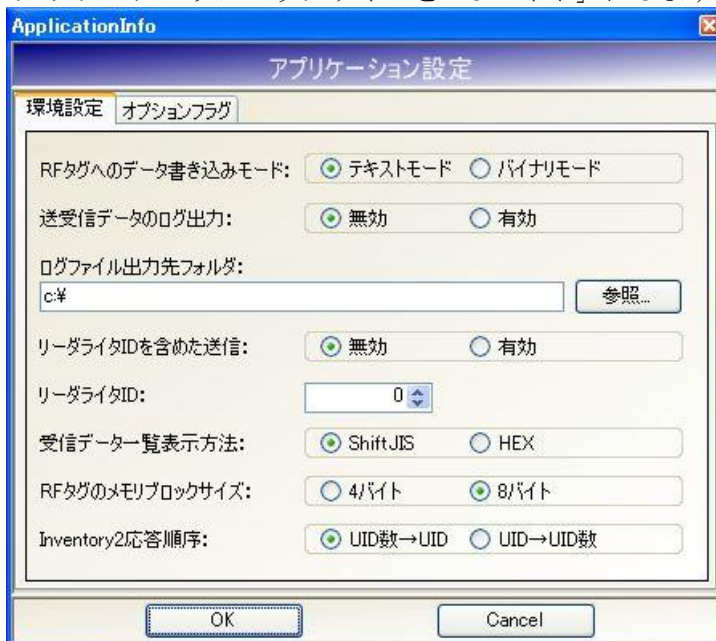 ApplicationInfo
アプリケーション設定
環境設定 オプションフラグ
RFタグへのデータ書き込みモード: テキストモード バイナリモード
送受信データのログ出力: 無効 有効
ログファイル出力先フォルダ:
c:¥ 参照...
リーダライタIDを含めた送信: 無効 有効
リーダライタID: 0
受信データ一覧表示方法: ShiftJIS HEX
RFタグのメモリブロックサイズ: 4バイト 8バイト
Inventory2応答順序: UID数→UID UID→UID数
OK Cancel